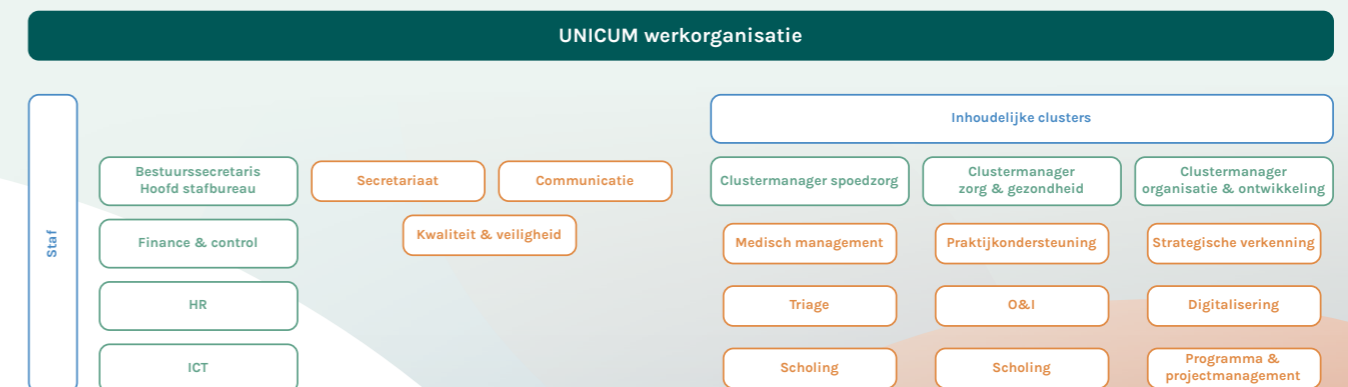 UNICUM werkorganisatie
Staf
Inhoudelijke clusters
Bestuurssecretaris
Hoofd stafbureau
Secretariaat
Communicatie
Kwaliteit & veiligheid
Finance & control
HR
ICT
Clustermanager spoedzorg
Medisch management
Triage
Scholing
Clustermanager
zorg & gezondheid
Praktijkondersteuning
O&I
Scholing
Clustermanager
organisatie & ontwikkeling
Strategische verkenning
Digitalisering
Programma &
projectmanagement